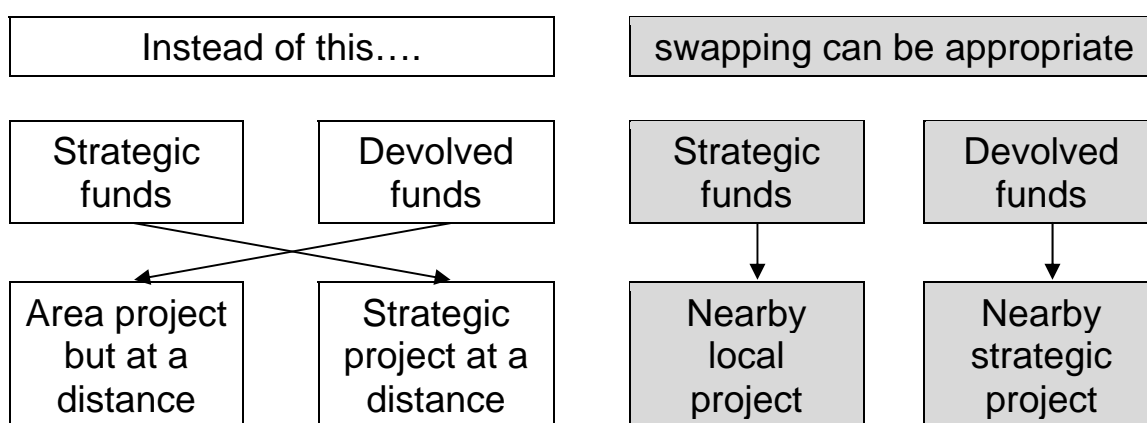 Instead of this….
swapping can be appropriate
Strategic
funds
Devolved
funds
Strategic
funds
Devolved
funds
Area project
but at a
distance
Strategic
project at a
distance
Nearby
local
project
Nearby
strategic
project